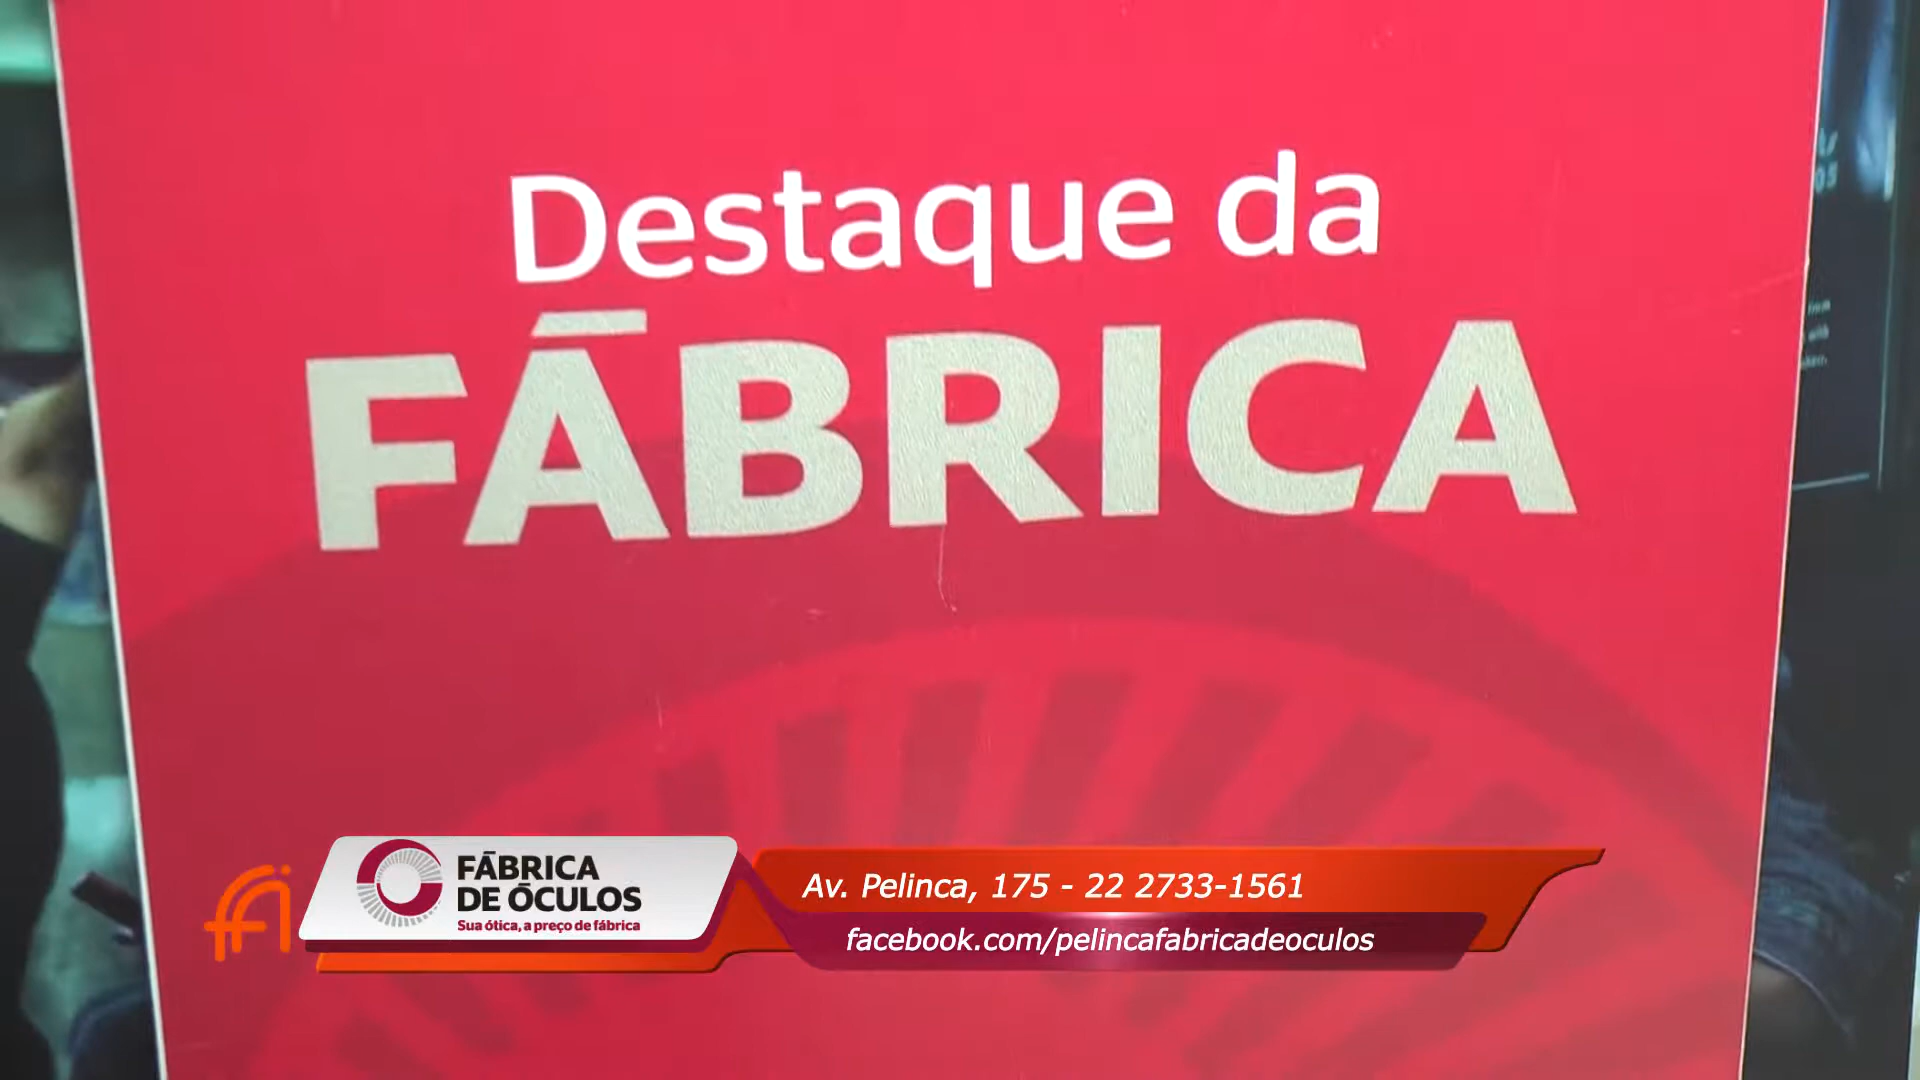 Destaque da
FÁBRICA
FÁBRICA
DE ÓCULOS
Sua ótica, a preço de fábrica
Av. Pelinca, 175 - 22 2733-1561
facebook.com/pelincafabricadeoculos